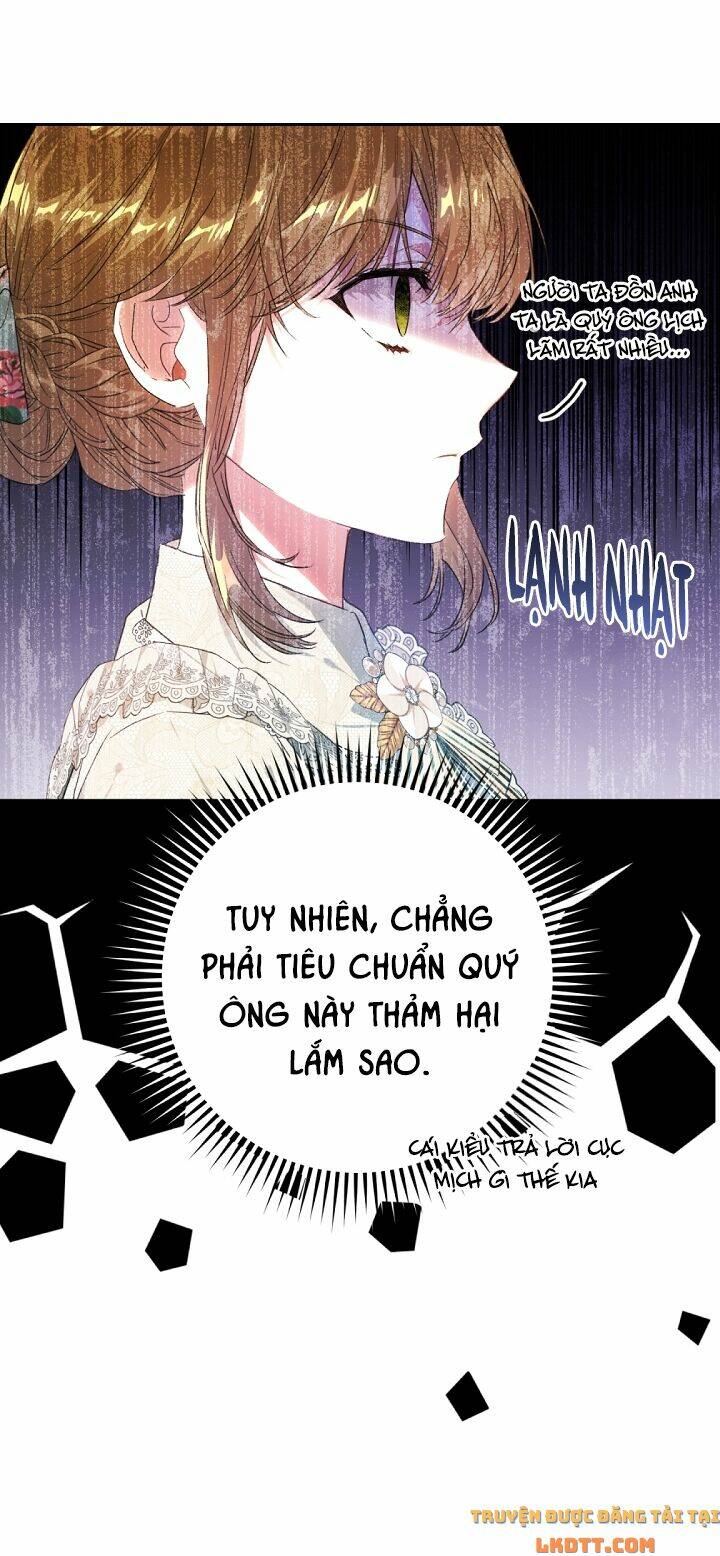 NGƯỜI TA ĐỒN ANH
TA LÀ QUÝ ÔNG LỊCH
LÃM RẤT NHIỀU...
LẠNH NHẠT
TUY NHIÊN, CHẲNG
PHẢI TIÊU CHUẨN QUÝ
ÔNG NÀY THẢM HẠI
LẮM SAO.
CÁI KIỂU TRẢ LỜI CỤC
MỊCH GÌ THẾ KIA
TRUYỆN ĐƯỢC ĐĂNG TẢI TẠI
LKDTT.COM